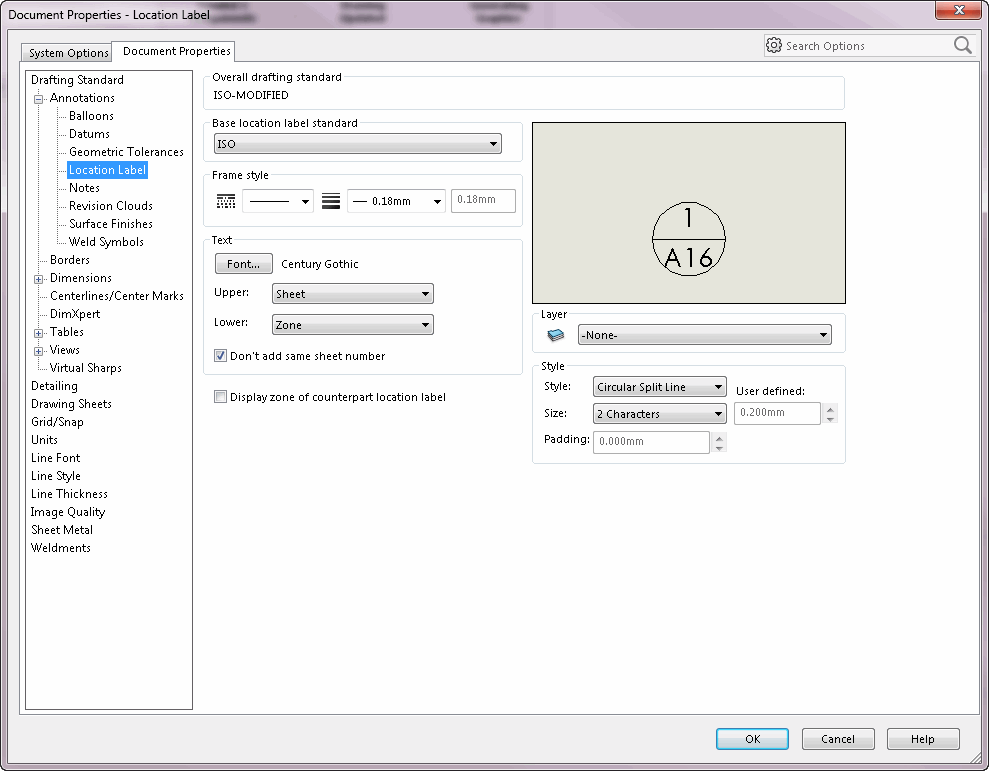 Document Properties - Location Label
System Options
Document Properties
Search Options
Drafting Standard
Annotations
Balloons
Datums
Geometric Tolerances
Location Label
Notes
Revision Clouds
Surface Finishes
Weld Symbols
Borders
Dimensions
Centerlines/Center Marks
DimXpert
Tables
Views
Virtual Sharps
Detailing
Drawing Sheets
Grid/Snap
Units
Line Font
Line Style
Line Thickness
Image Quality
Sheet Metal
Weldments
Overall drafting standard
ISO-MODIFIED
Base location label standard
ISO
Frame style
0.18mm
0.18mm
Text
Font...
Century Gothic
Upper:
Sheet
Lower:
Zone
Don't add same sheet number
Display zone of counterpart location label
1
A16
Layer
-None-
Style
Style:
Circular Split Line
User defined:
Size:
2 Characters
0.200mm
Padding:
0.000mm
OK
Cancel
Help